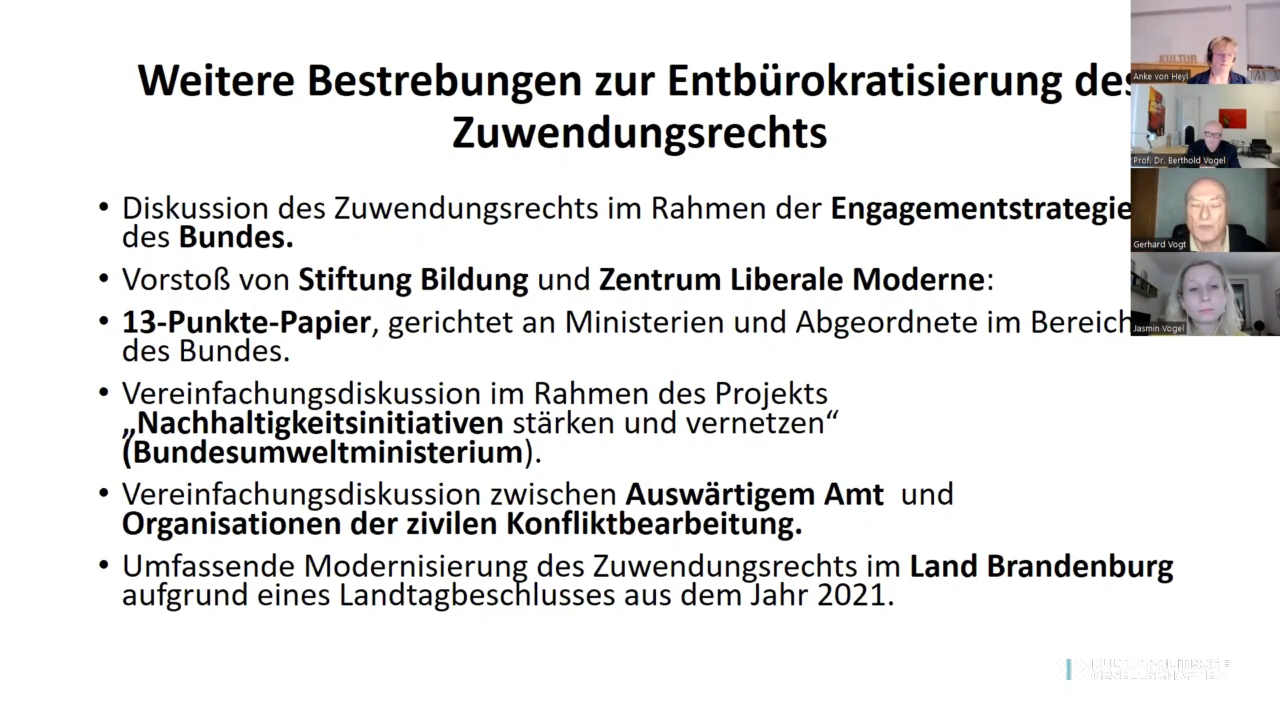 Weitere Bestrebungen zur Entbürokratisierung des
Zuwendungsrechts
• Diskussion des Zuwendungsrechts im Rahmen der Engagementstrategie
des Bundes.
• Vorstoß von Stiftung Bildung und Zentrum Liberale Moderne:
• 13-Punkte-Papier, gerichtet an Ministerien und Abgeordnete im Bereich
des Bundes.
• Vereinfachungsdiskussion im Rahmen des Projekts
„Nachhaltigkeitsinitiativen stärken und vernetzen“
(Bundesumweltministerium).
• Vereinfachungsdiskussion zwischen Auswärtigem Amt und
Organisationen der zivilen Konfliktbearbeitung.
• Umfassende Modernisierung des Zuwendungsrechts im Land Brandenburg
aufgrund eines Landtagbeschlusses aus dem Jahr 2021.
KULTUR
Anke von Heyl
Prof. Dr. Berthold Vogel
Gerhard Vogt
Jasmin Vogel
KULTURPOLITISCHE
GESELLSCHAFT